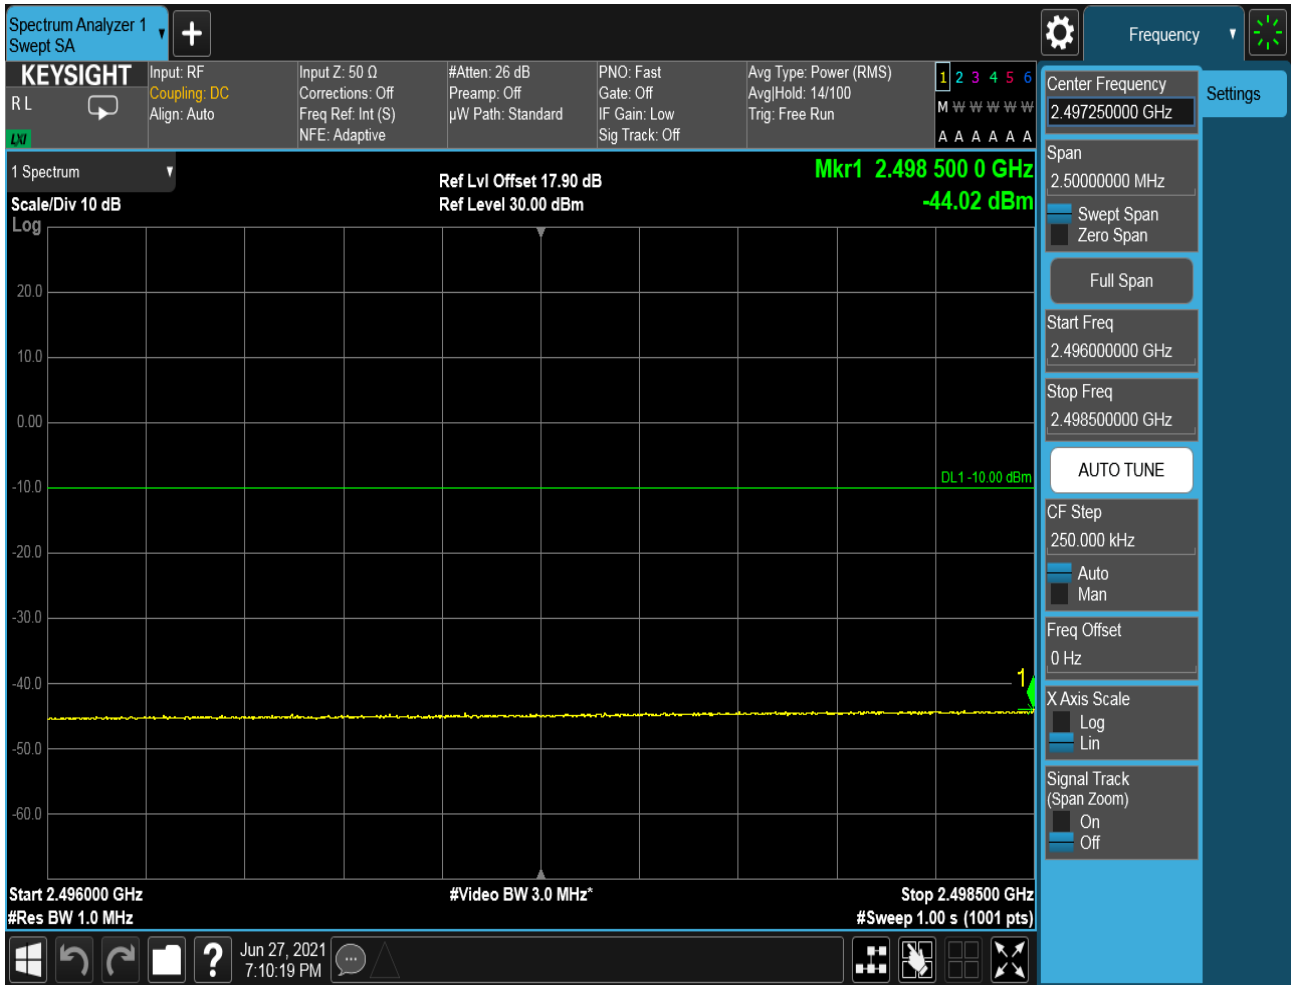 Spectrum Analyzer 1
Swept SA
Frequency
KEYSIGHT
R L
LXI
Input: RF
Coupling: DC
Align: Auto
Input Z: 50 Ω
Corrections: Off
Freq Ref: Int (S)
NFE: Adaptive
#Atten: 26 dB
Preamp: Off
µW Path: Standard
PNO: Fast
Gate: Off
IF Gain: Low
Sig Track: Off
Avg Type: Power (RMS)
Avg|Hold: 14/100
Trig: Free Run
1 2 3 4 5 6
M W W W W W
A A A A A A
1 Spectrum
Scale/Div 10 dB
Log
Ref Lvl Offset 17.90 dB
Ref Level 30.00 dBm
Mkr1 2.498 500 0 GHz
-44.02 dBm
20.0
10.0
0.00
-10.0
-20.0
-30.0
-40.0
-50.0
-60.0
DL1 -10.00 dBm
1
Start 2.496000 GHz
#Res BW 1.0 MHz
#Video BW 3.0 MHz*
Stop 2.498500 GHz
#Sweep 1.00 s (1001 pts)
Jun 27, 2021
7:10:19 PM
Center Frequency
2.497250000 GHz
Settings
Span
2.50000000 MHz
Swept Span
Zero Span
Full Span
Start Freq
2.496000000 GHz
Stop Freq
2.498500000 GHz
AUTO TUNE
CF Step
250.000 kHz
Auto
Man
Freq Offset
0 Hz
X Axis Scale
Log
Lin
Signal Track
(Span Zoom)
On
Off